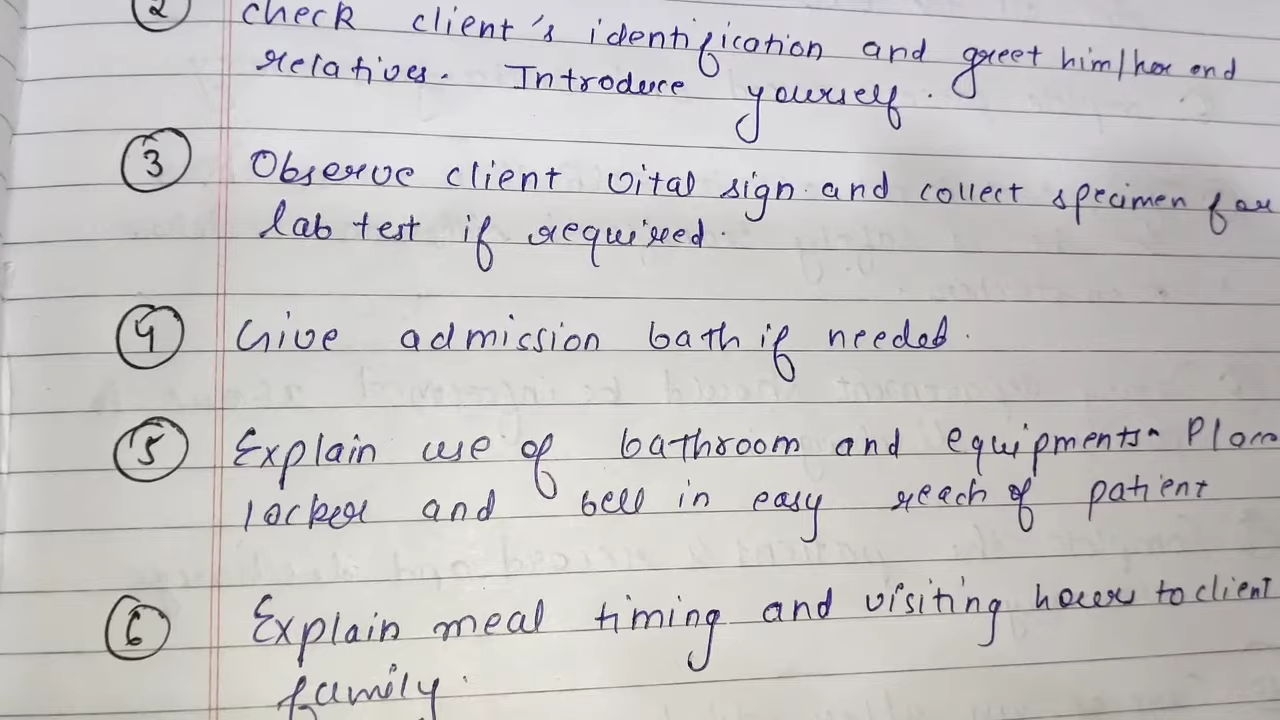 2 check client's identification and greet him/her and
relatives. Introduce yourself.
3 Observe client vital sign and collect specimen for
lab test if required.
4 Give admission bath if needed.
5 Explain use of bathroom and equipments. Place
locker and bell in easy reach of patient
6 Explain meal timing and visiting hours to client
family.